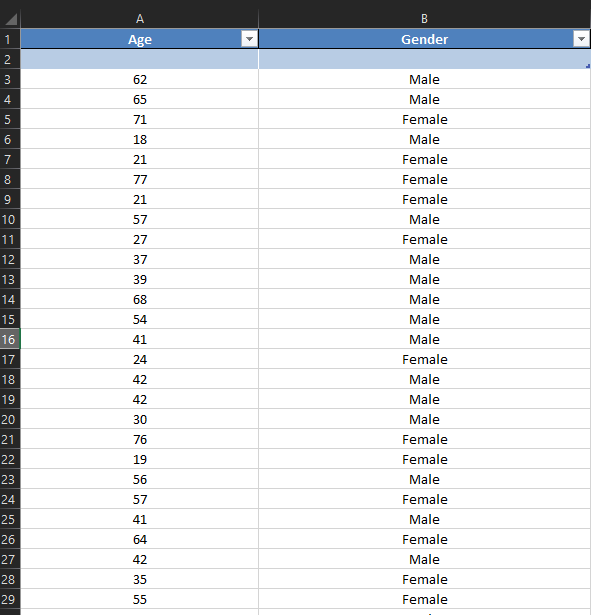 A B
1 Age Gender
2
3 62 Male
4 65 Male
5 71 Female
6 18 Male
7 21 Female
8 77 Female
9 21 Female
10 57 Male
11 27 Female
12 37 Male
13 39 Male
14 68 Male
15 54 Male
16 41 Male
17 24 Female
18 42 Male
19 42 Male
20 30 Male
21 76 Female
22 19 Female
23 56 Male
24 57 Female
25 41 Male
26 64 Female
27 42 Male
28 35 Female
29 55 Female